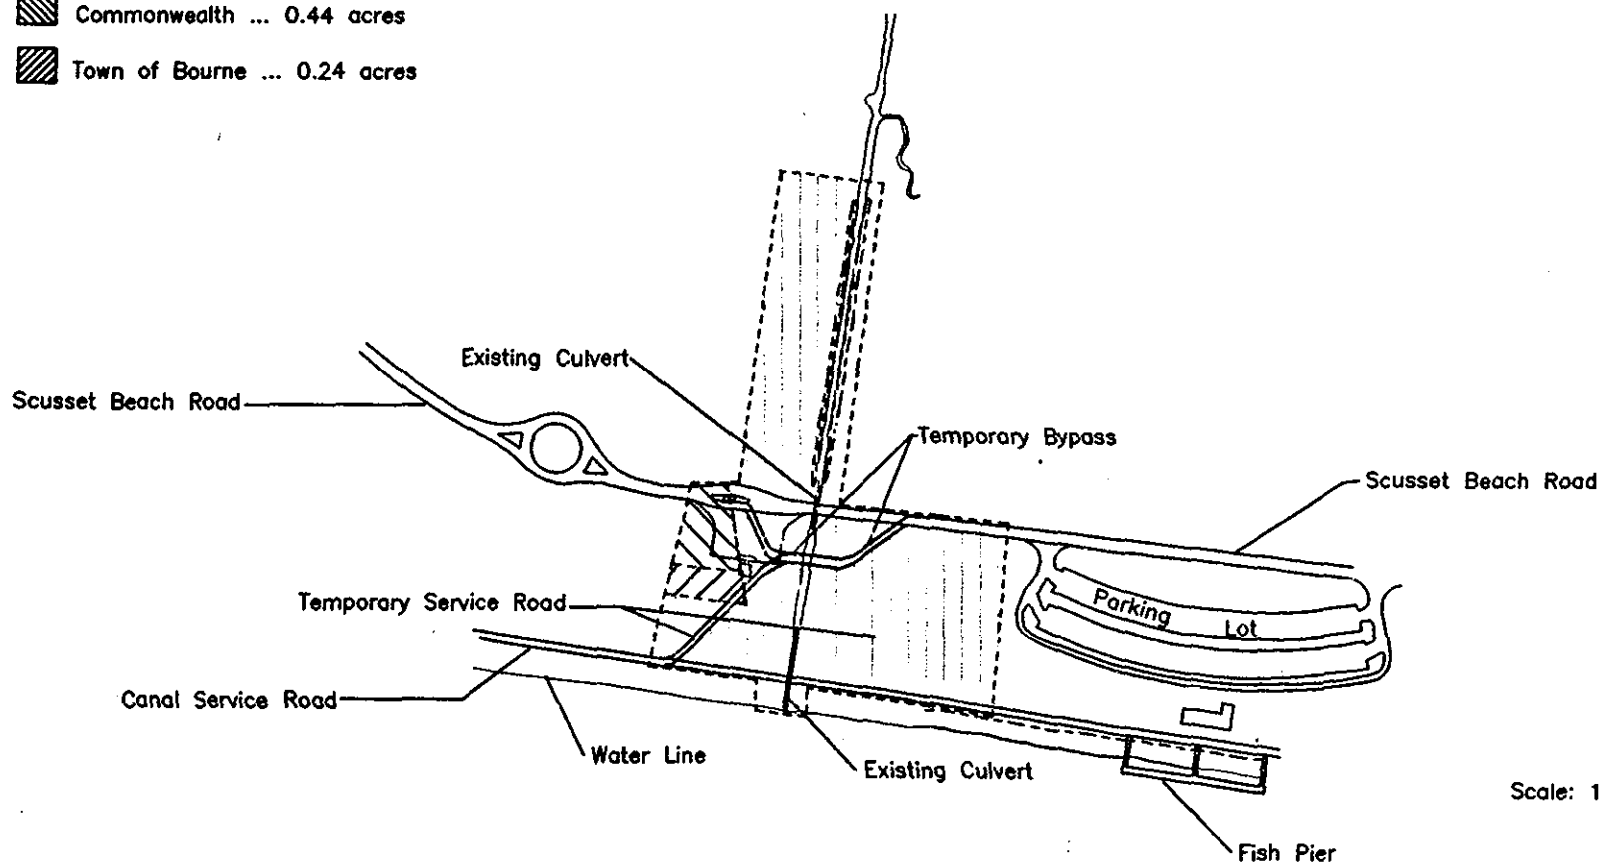 Commonwealth ... 0.44 acres
Town of Bourne ... 0.24 acres
Existing Culvert
Scusset Beach Road
Temporary Bypass
Scusset Beach Road
Parking Lot
Temporary Service Road
Canal Service Road
Water Line
Existing Culvert
Scale: 1
Fish Pier